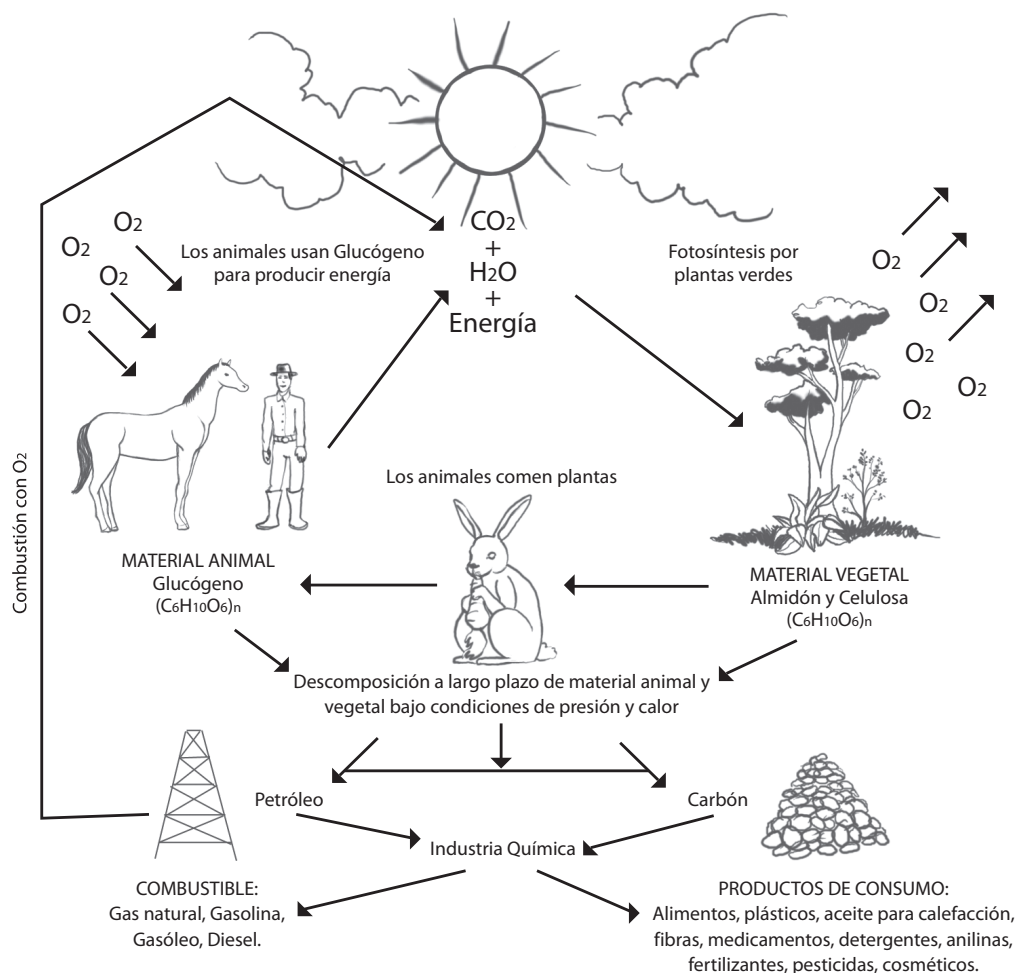 CO2
+
H2O
+
Energía
O2
O2
O2
O2
Los animales usan Glucógeno
para producir energía
Fotosíntesis por
plantas verdes
O2
O2
O2
O2
O2
Combustión con O2
Los animales comen plantas
MATERIAL ANIMAL
Glucógeno
(C6H10O6)n
MATERIAL VEGETAL
Almidón y Celulosa
(C6H10O6)n
Descomposición a largo plazo de material animal y
vegetal bajo condiciones de presión y calor
Petróleo
Carbón
Industria Química
COMBUSTIBLE:
Gas natural, Gasolina,
Gasóleo, Diesel.
PRODUCTOS DE CONSUMO:
Alimentos, plásticos, aceite para calefacción,
fibras, medicamentos, detergentes, anilinas,
fertilizantes, pesticidas, cosméticos.